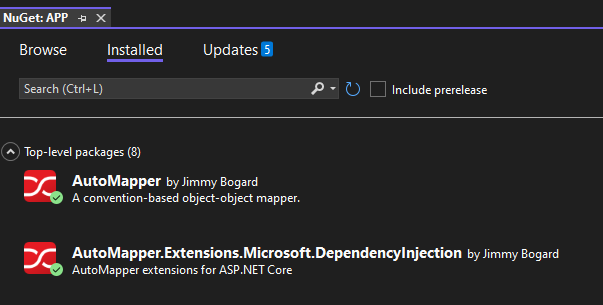 NuGet: APP
Browse Installed Updates 5
Search (Ctrl+L) Include prerelease
Top-level packages (8)
AutoMapper by Jimmy Bogard
A convention-based object-object mapper.
AutoMapper.Extensions.Microsoft.DependencyInjection by Jimmy Bogard
AutoMapper extensions for ASP.NET Core